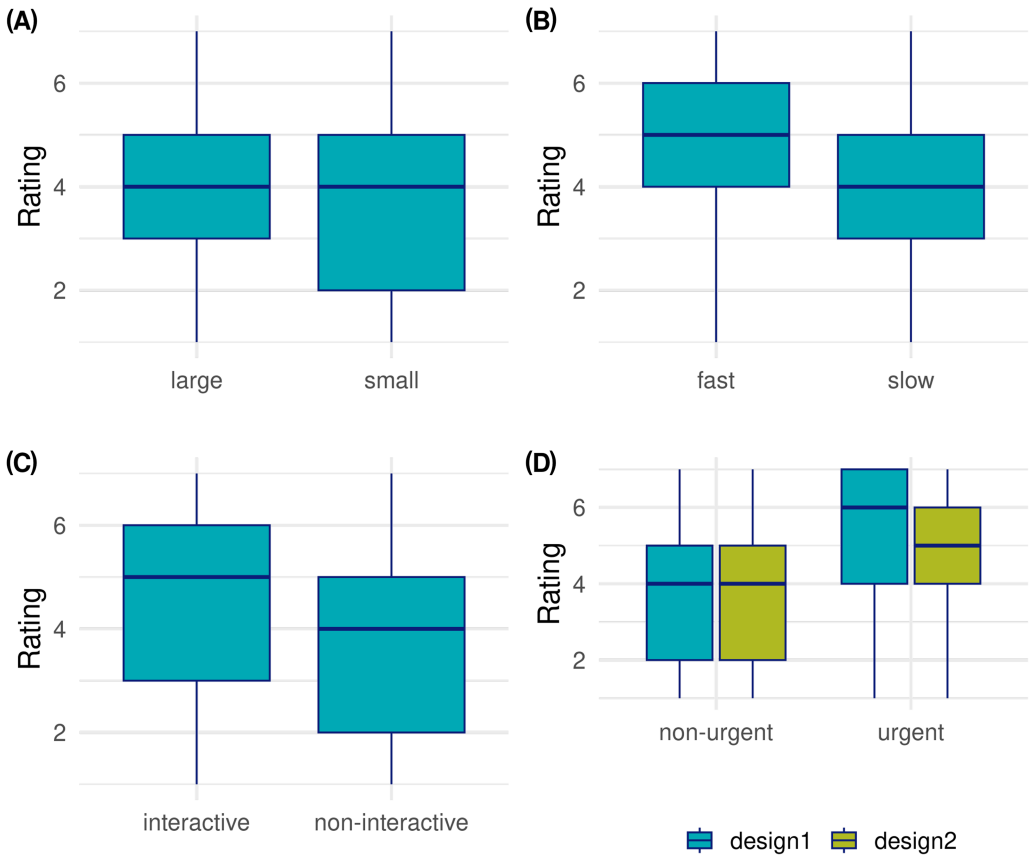 (A)
Rating
6
4
2
large small
(B)
Rating
6
4
2
fast slow
(C)
Rating
6
4
2
interactive non-interactive
(D)
Rating
6
4
2
non-urgent urgent
design1 design2